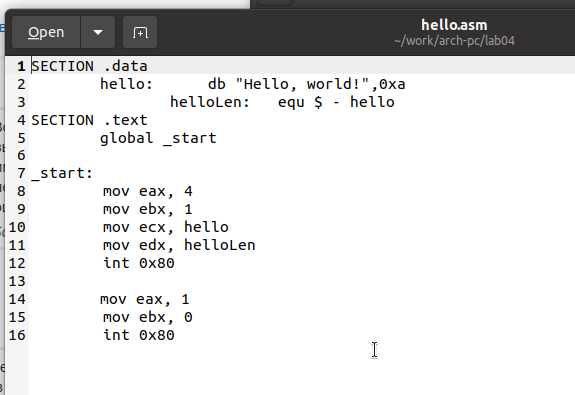 Open
hello.asm
~/work/arch-pc/lab04
1 SECTION .data
2 hello: db "Hello, world!",0xa
3 helloLen: equ $ - hello
4 SECTION .text
5 global _start
6
7 _start:
8 mov eax, 4
9 mov ebx, 1
10 mov ecx, hello
11 mov edx, helloLen
12 int 0x80
13
14 mov eax, 1
15 mov ebx, 0
16 int 0x80